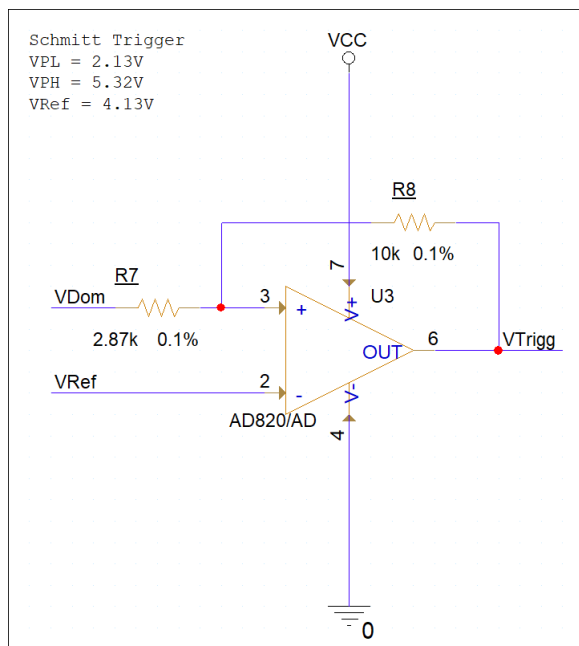 Schmitt Trigger
VPL = 2.13V
VPH = 5.32V
VRef = 4.13V
VCC
R8
10k 0.1%
7
R7
VDom
2.87k 0.1%
3
+
V+
U3
OUT
6
VTrigg
VRef
2
-
V-
AD820/AD
4
0